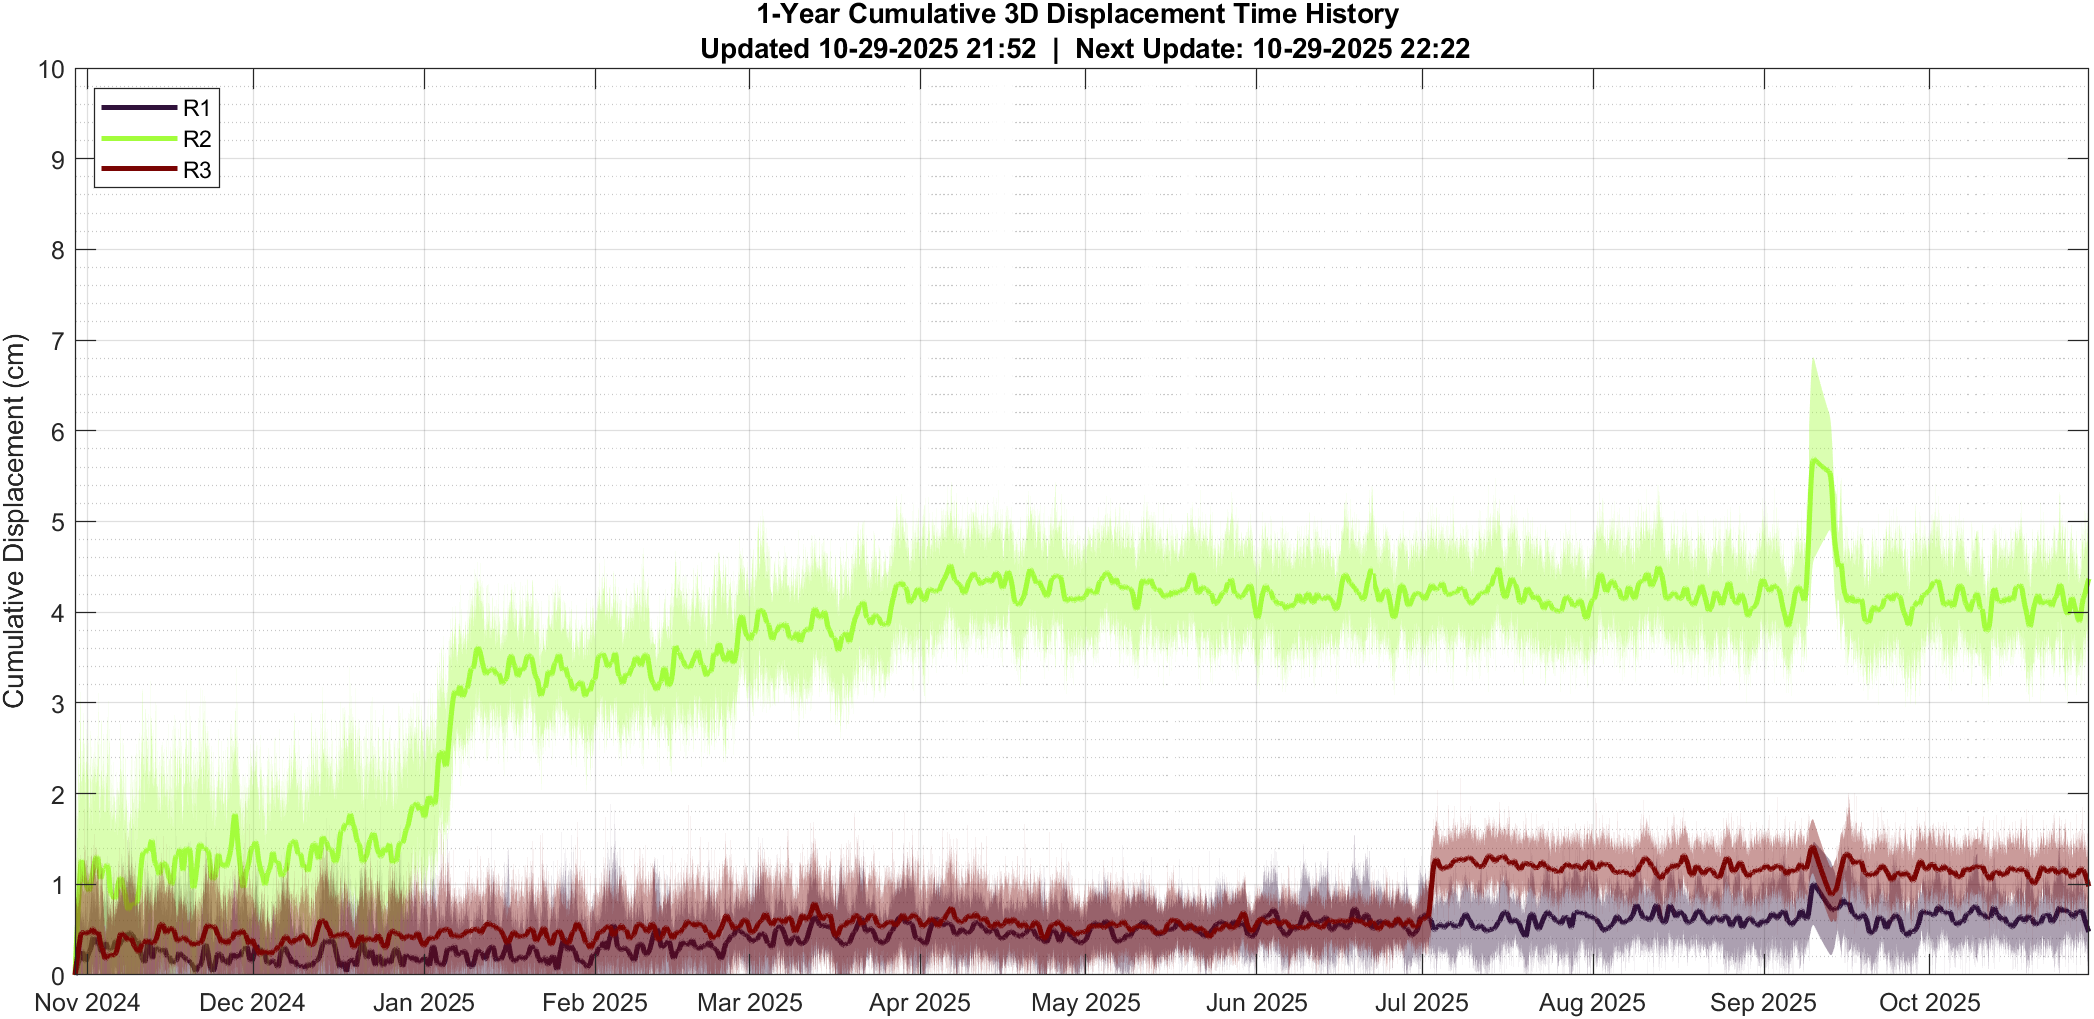 1-Year Cumulative 3D Displacement Time History
Updated 10-29-2025 21:52 | Next Update: 10-29-2025 22:22
R1
R2
R3
Cumulative Displacement (cm)
10
9
8
7
6
5
4
3
2
1
0
Nov 2024 Dec 2024 Jan 2025 Feb 2025 Mar 2025 Apr 2025 May 2025 Jun 2025 Jul 2025 Aug 2025 Sep 2025 Oct 2025